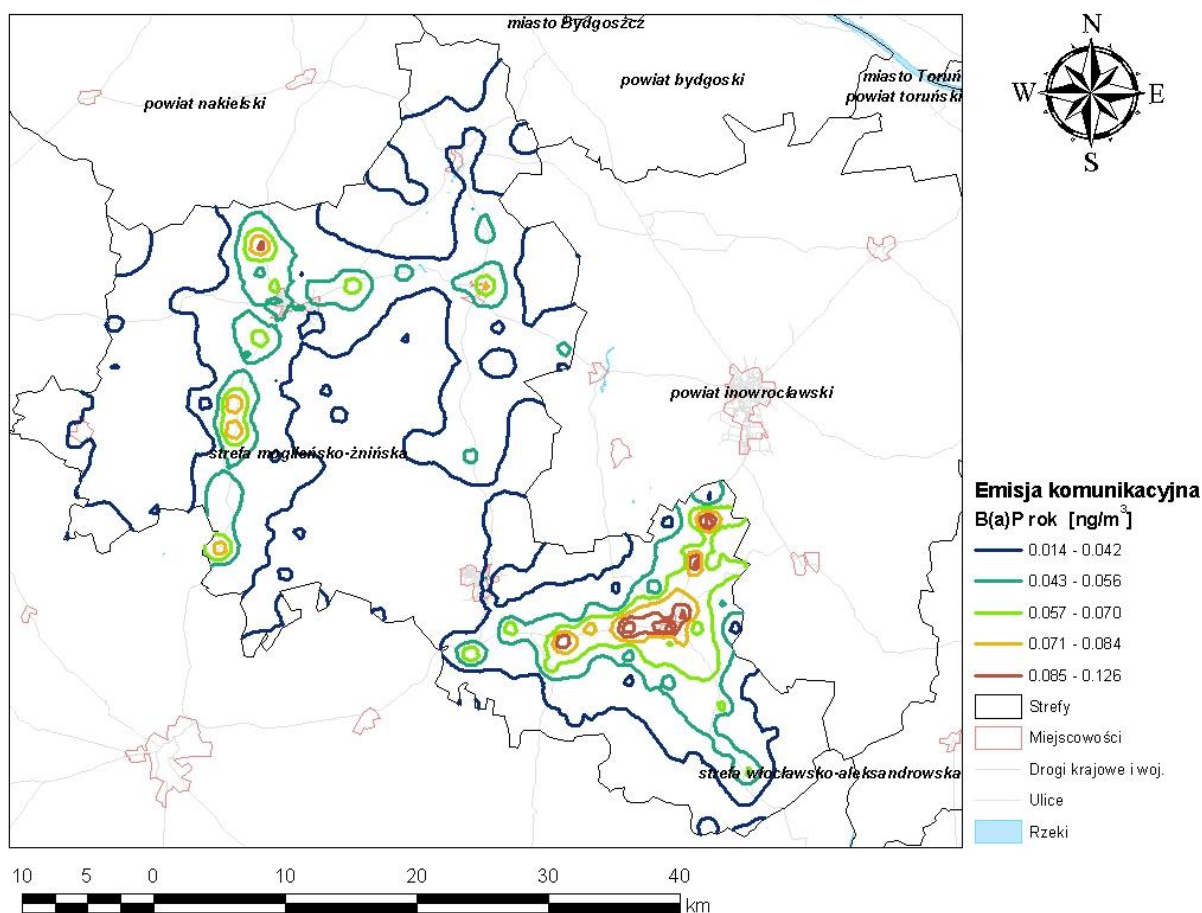 miasto Bydgoszcz
N
powiat bydgoski
miasto Toruń
powiat nakielski
powiat toruński
W
E
S
powiat inowrocławski
strefa mogileńsko-żnińska
Emisja komunikacyjna
B(a)P rok [ng/m³]
0.014 - 0.042
0.043 - 0.056
0.057 - 0.070
0.071 - 0.084
0.085 - 0.126
Strefy
Miejscowości
Drogi krajowe i woj.
Ulice
Rzeki
strefa włocławsko-aleksandrowska
10 5 0 10 20 30 40
km